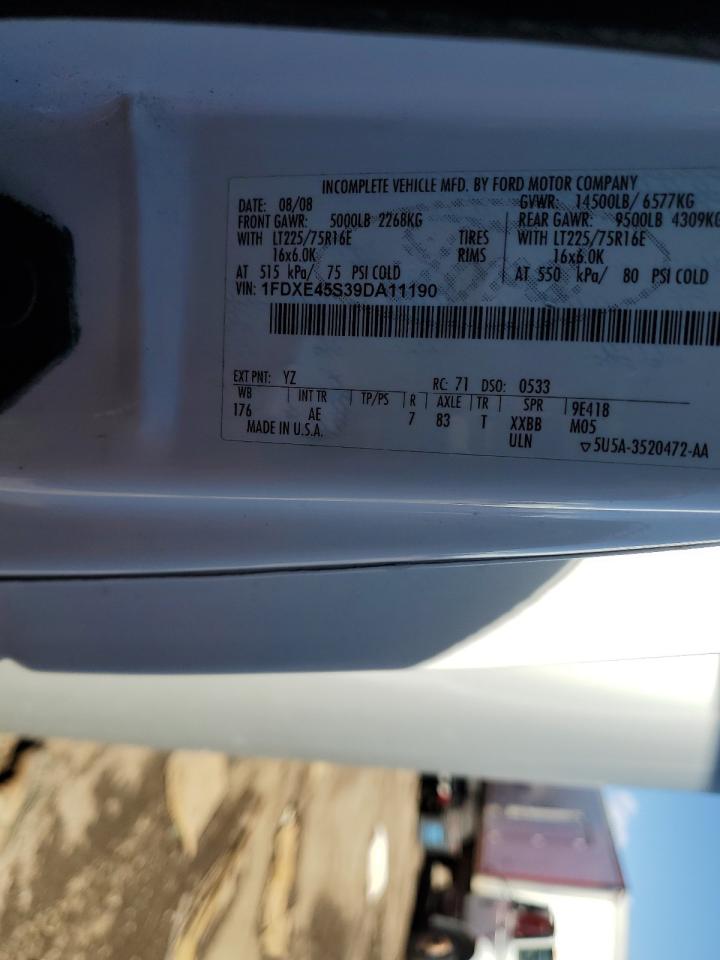 INCOMPLETE VEHICLE MFD. BY FORD MOTOR COMPANY
DATE: 08/08 GVWR: 14500LB/ 6577KG
FRONT GAWR: 5000LB 2268KG REAR GAWR: 9500LB 4309KG
WITH LT225/75R16E TIRES WITH LT225/75R16E
16x6.0K RIMS 16x6.0K
AT 515 kPa/ 75 PSI COLD AT 550 kPa/ 80 PSI COLD
VIN: 1FDXE45S39DA11190
EXT PNT: YZ RC: 71 DSO: 0533
WB INT TR TP/PS R AXLE TR SPR 9E418
176 AE 7 83 T XXBB M05
MADE IN U.S.A. ULN ▽5U5A-3520472-AA